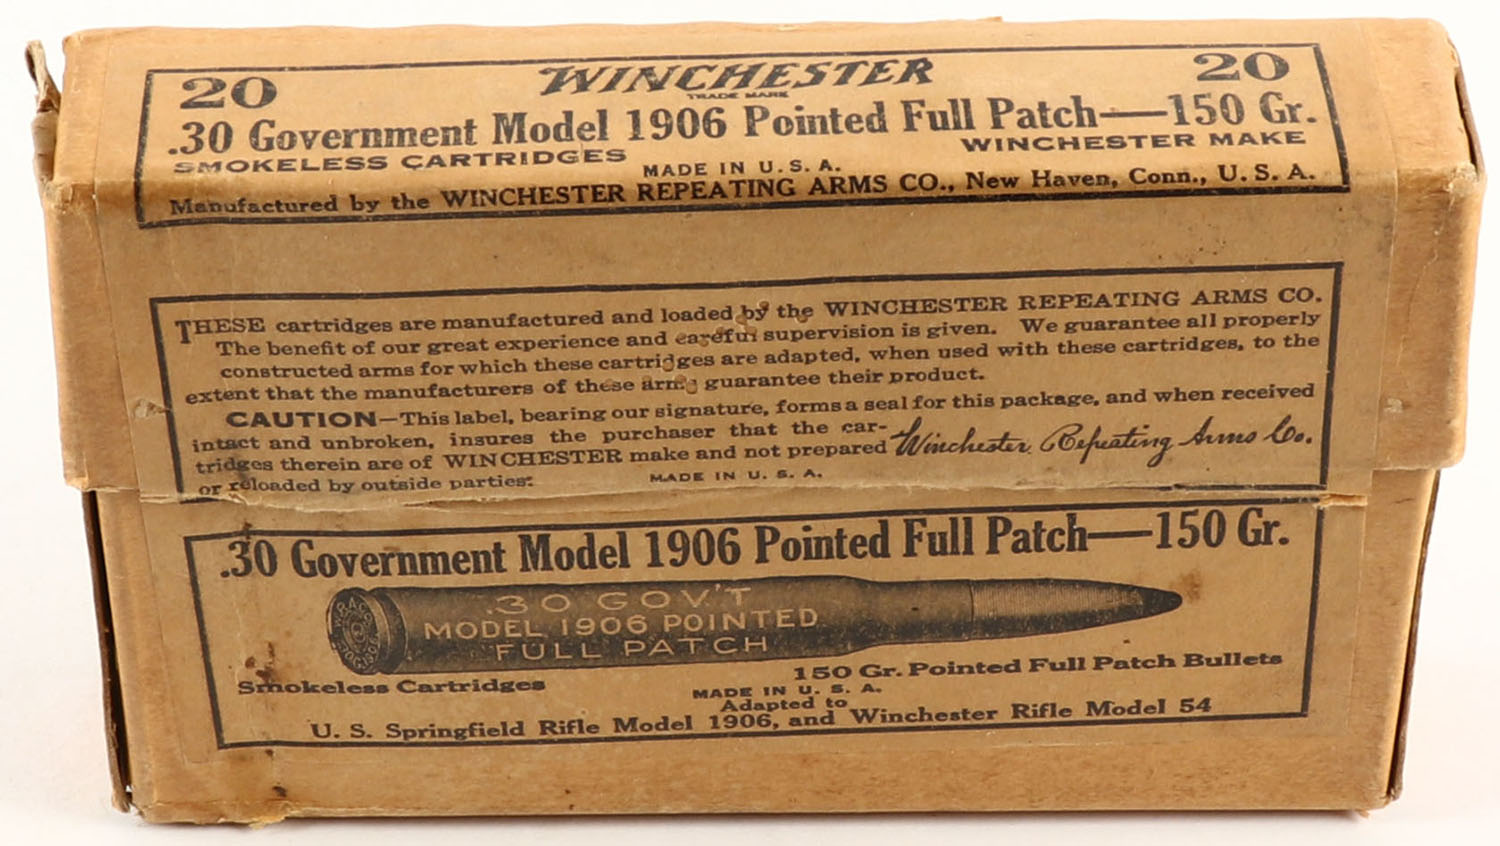 20 WINCHESTER 20
TRADE MARK
.30 Government Model 1906 Pointed Full Patch—150 Gr.
SMOKELESS CARTRIDGES WINCHESTER MAKE
MADE IN U. S. A.
Manufactured by the WINCHESTER REPEATING ARMS CO., New Haven, Conn., U. S. A.
THESE cartridges are manufactured and loaded by the WINCHESTER REPEATING ARMS CO.
The benefit of our great experience and careful supervision is given. We guarantee all properly
constructed arms for which these cartridges are adapted, when used with these cartridges, to the
extent that the manufacturers of these arms guarantee their product.
CAUTION—This label, bearing our signature, forms a seal for this package, and when received
intact and unbroken, insures the purchaser that the car-
tridges therein are of WINCHESTER make and not prepared Winchester Repeating Arms Co.
or reloaded by outside parties. MADE IN U. S. A.
.30 Government Model 1906 Pointed Full Patch—150 Gr.
.30 GOV'T
MODEL 1906 POINTED
FULL PATCH
W.R.A.CO.
Smokeless Cartridges 150 Gr. Pointed Full Patch Bullets
MADE IN U. S. A.
Adapted to
U. S. Springfield Rifle Model 1906, and Winchester Rifle Model 54